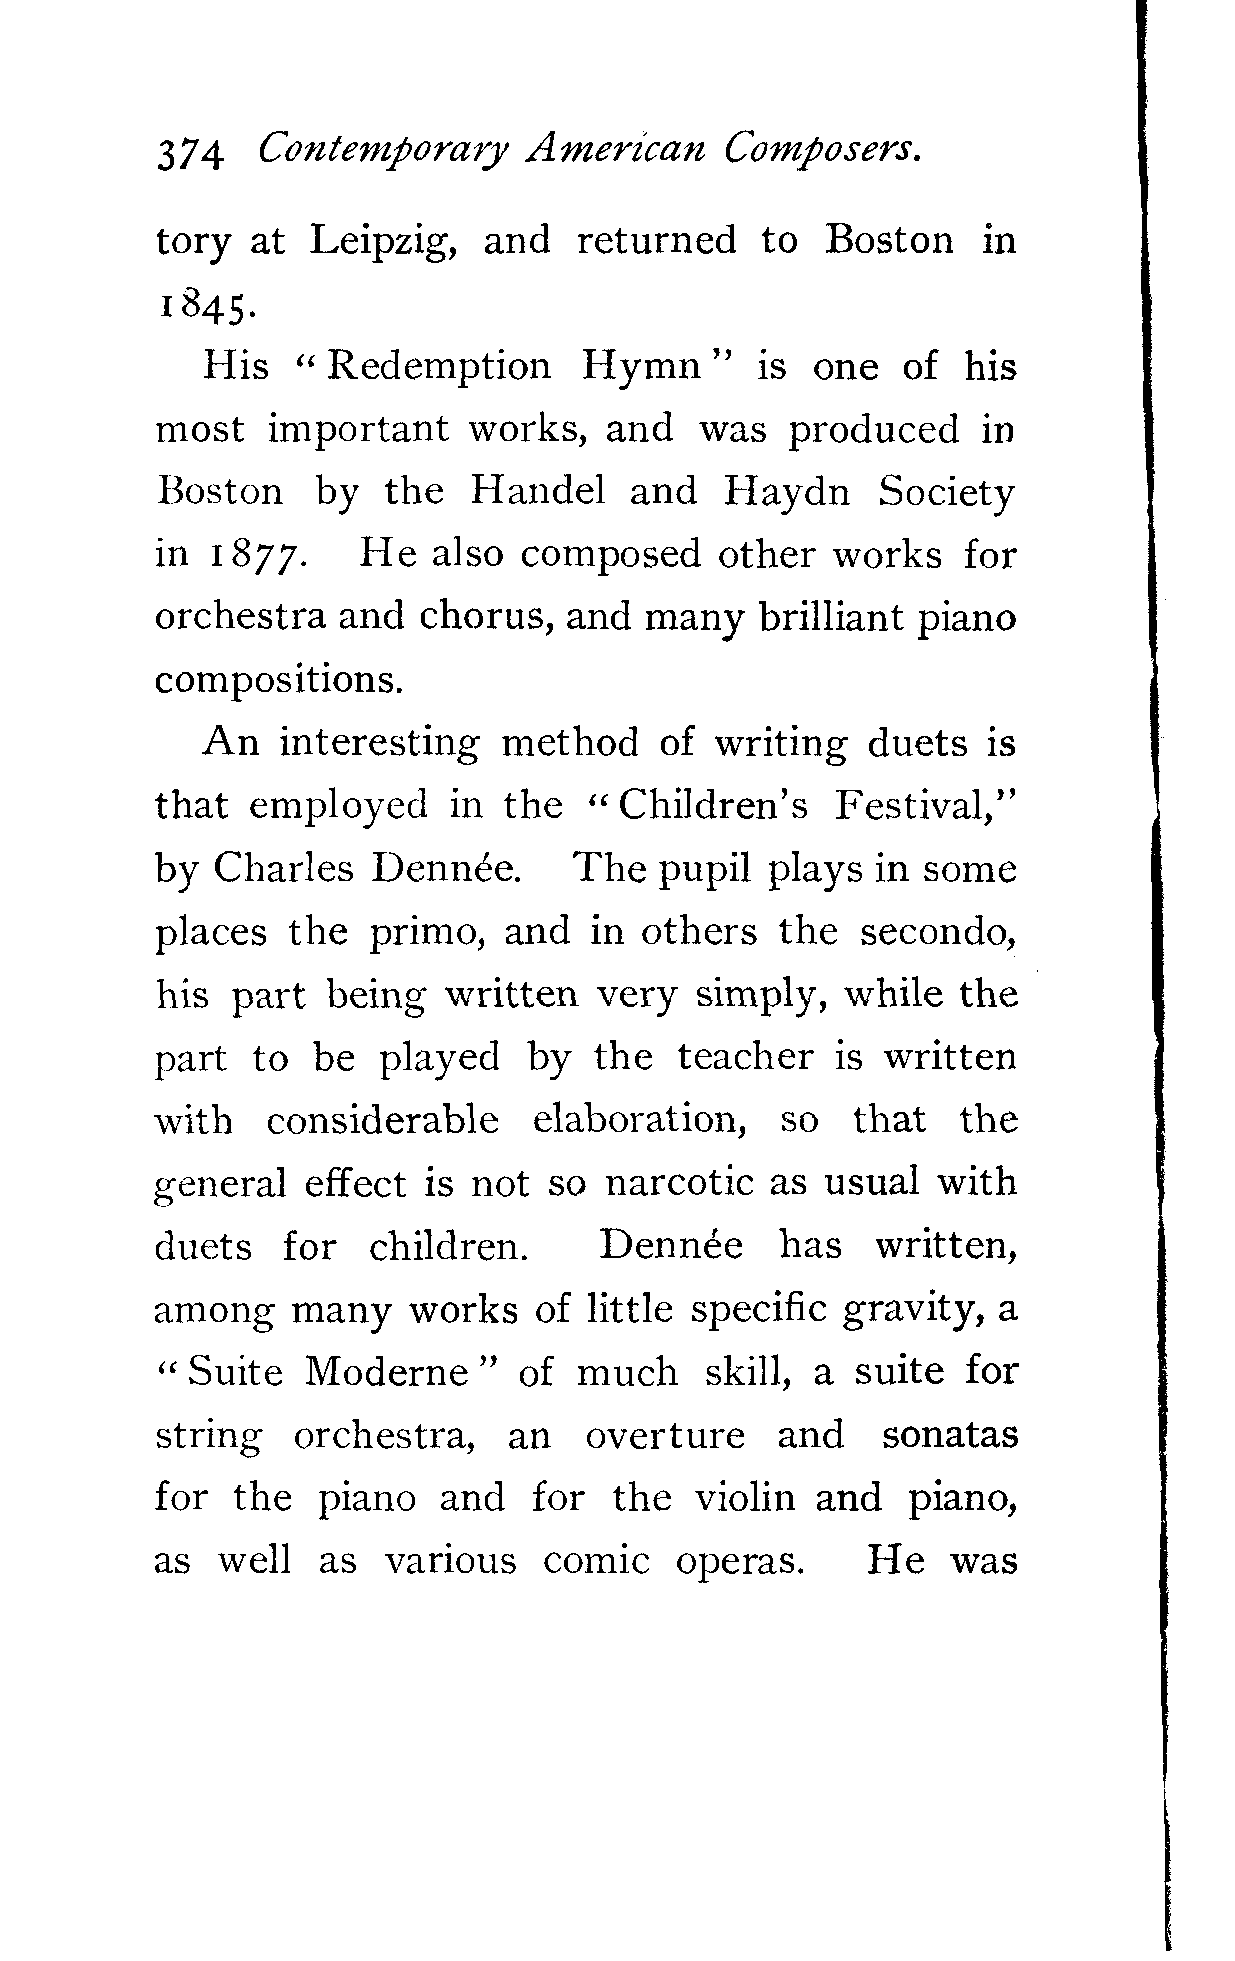 374 Contemporary American Composers.
tory at Leipzig, and returned to Boston in
1845.
His “ Redemption Hymn ” is one of his
most important works, and was produced in
Boston by the Handel and Haydn Society
in 1877. He also composed other works for
orchestra and chorus, and many brilliant piano
compositions.
An interesting method of writing duets is
that employed in the “ Children’s Festival,”
by Charles Dennée. The pupil plays in some
places the primo, and in others the secondo,
his part being written very simply, while the
part to be played by the teacher is written
with considerable elaboration, so that the
general effect is not so narcotic as usual with
duets for children. Dennée has written,
among many works of little specific gravity, a
“ Suite Moderne ” of much skill, a suite for
string orchestra, an overture and sonatas
for the piano and for the violin and piano,
as well as various comic operas. He was